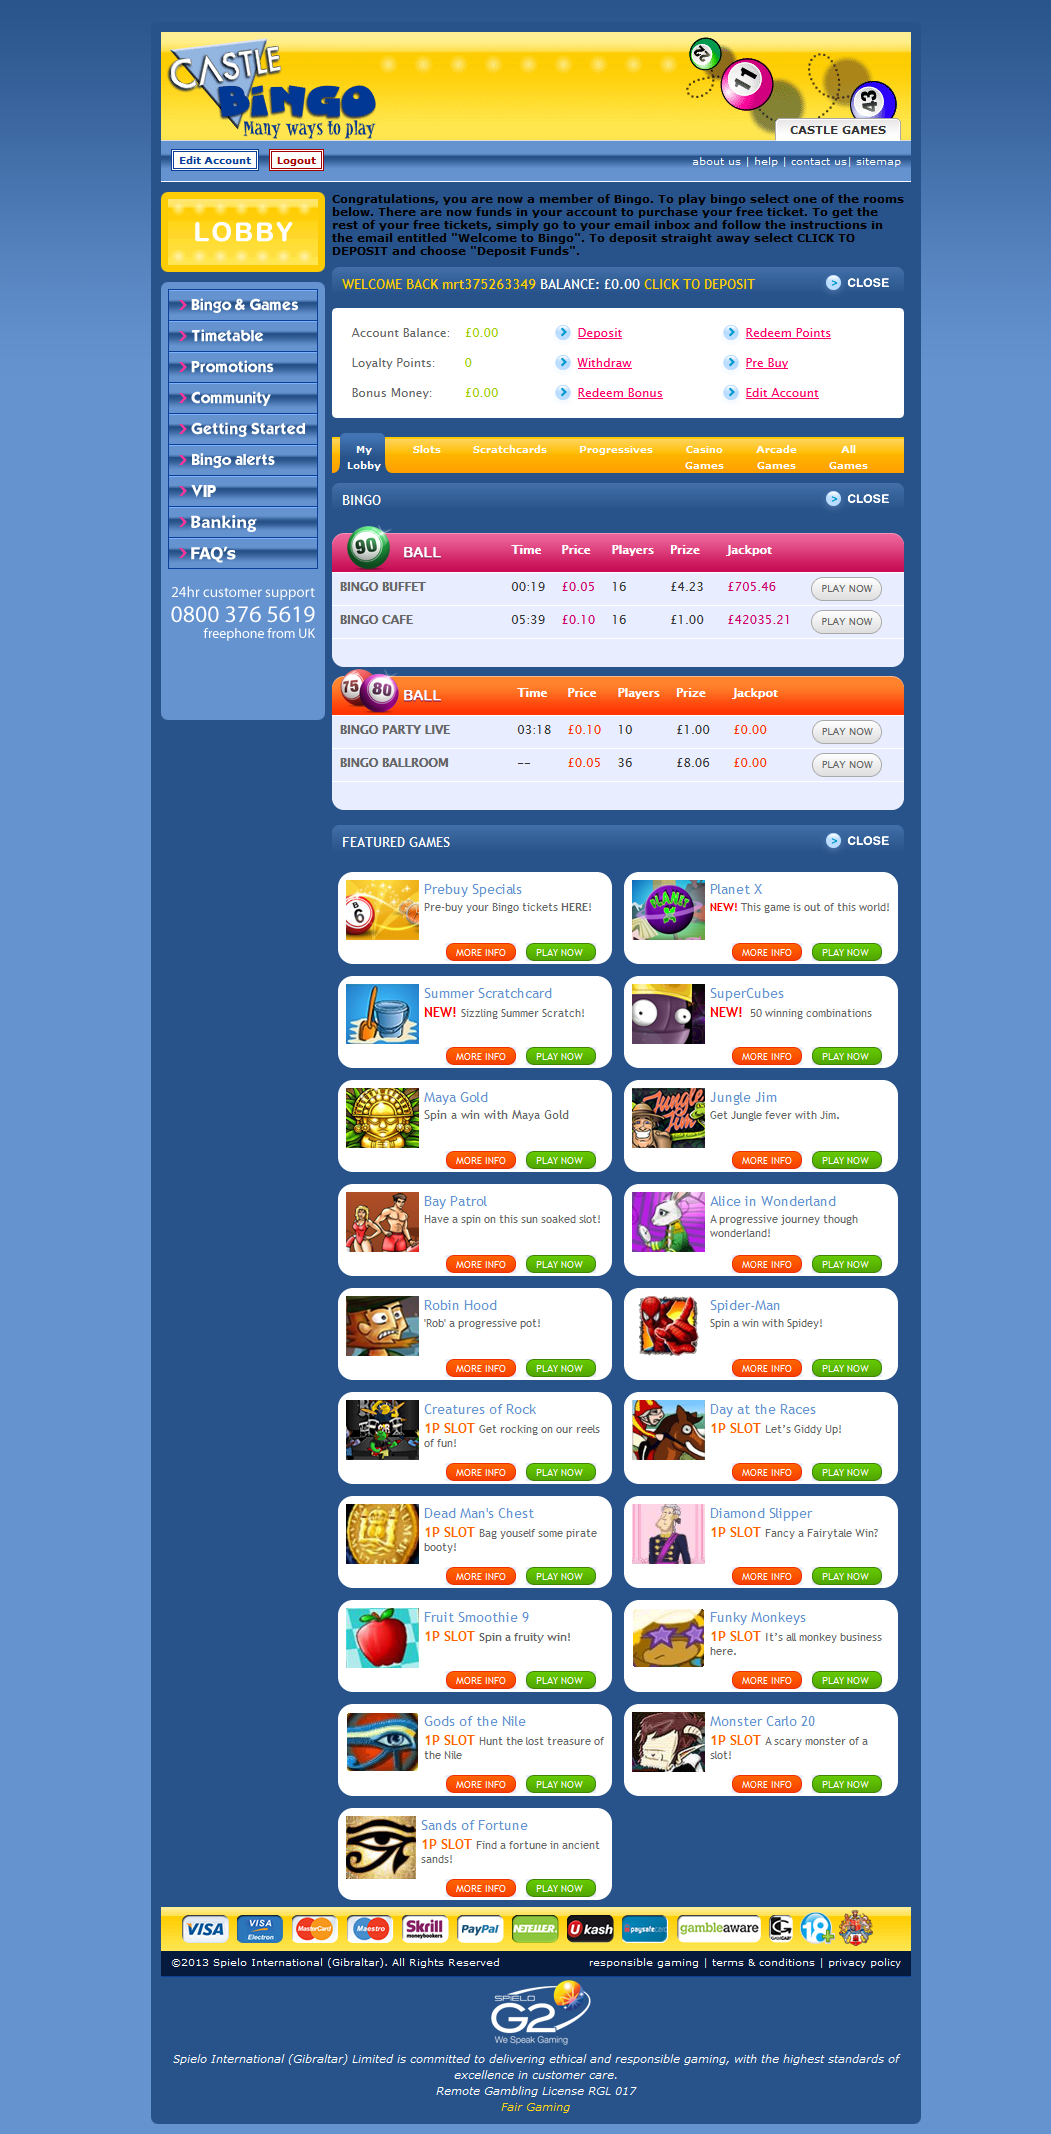 CASTLE
BINGO
Many ways to play
22
11
43
CASTLE GAMES
Edit Account
Logout
about us | help | contact us| sitemap
LOBBY
Bingo & Games
Timetable
Promotions
Community
Getting Started
Bingo alerts
VIP
Banking
FAQ's
24hr customer support
0800 376 5619
freephone from UK
Congratulations, you are now a member of Bingo. To play bingo select one of the rooms
below. There are now funds in your account to purchase your free ticket. To get the
rest of your free tickets, simply go to your email inbox and follow the instructions in
the email entitled "Welcome to Bingo". To deposit straight away select CLICK TO
DEPOSIT and choose "Deposit Funds".
WELCOME BACK mrt375263349 BALANCE: £0.00 CLICK TO DEPOSIT
CLOSE
Account Balance: £0.00 Deposit Redeem Points
Loyalty Points: 0 Withdraw Pre Buy
Bonus Money: £0.00 Redeem Bonus Edit Account
My Lobby Slots Scratchcards Progressives Casino Games Arcade Games All Games
BINGO
CLOSE
90 BALL Time Price Players Prize Jackpot
BINGO BUFFET 00:19 £0.05 16 £4.23 £705.46 PLAY NOW
BINGO CAFE 05:39 £0.10 16 £1.00 £42035.21 PLAY NOW
75 80 BALL Time Price Players Prize Jackpot
BINGO PARTY LIVE 03:18 £0.10 10 £1.00 £0.00 PLAY NOW
BINGO BALLROOM -- £0.05 36 £8.06 £0.00 PLAY NOW
FEATURED GAMES
CLOSE
B
6
Prebuy Specials
Pre-buy your Bingo tickets HERE!
MORE INFO PLAY NOW
PLANET X
Planet X
NEW! This game is out of this world!
MORE INFO PLAY NOW
Summer Scratchcard
NEW! Sizzling Summer Scratch!
MORE INFO PLAY NOW
SuperCubes
NEW! 50 winning combinations
MORE INFO PLAY NOW
Maya Gold
Spin a win with Maya Gold
MORE INFO PLAY NOW
Jungle Jim
Jungle Jim
Get Jungle fever with Jim.
MORE INFO PLAY NOW
Bay Patrol
Have a spin on this sun soaked slot!
MORE INFO PLAY NOW
Alice in Wonderland
A progressive journey though
wonderland!
MORE INFO PLAY NOW
Robin Hood
'Rob' a progressive pot!
MORE INFO PLAY NOW
Spider-Man
Spin a win with Spidey!
MORE INFO PLAY NOW
Creatures of Rock
1P SLOT Get rocking on our reels
of fun!
MORE INFO PLAY NOW
Day at the Races
1P SLOT Let's Giddy Up!
MORE INFO PLAY NOW
Dead Man's Chest
1P SLOT Bag youself some pirate
booty!
MORE INFO PLAY NOW
Diamond Slipper
1P SLOT Fancy a Fairytale Win?
MORE INFO PLAY NOW
Fruit Smoothie 9
1P SLOT Spin a fruity win!
MORE INFO PLAY NOW
Funky Monkeys
1P SLOT It's all monkey business
here.
MORE INFO PLAY NOW
Gods of the Nile
1P SLOT Hunt the lost treasure of
the Nile
MORE INFO PLAY NOW
Monster Carlo 20
1P SLOT A scary monster of a
slot!
MORE INFO PLAY NOW
Sands of Fortune
1P SLOT Find a fortune in ancient
sands!
MORE INFO PLAY NOW
VISA VISA Electron MasterCard Maestro Skrill moneybookers PayPal NETELLER Ukash paysafecard gambleaware GAMCARE 18+
©2013 Spielo International (Gibraltar). All Rights Reserved
responsible gaming | terms & conditions | privacy policy
SPIELO
G2
We Speak Gaming
Spielo International (Gibraltar) Limited is committed to delivering ethical and responsible gaming, with the highest standards of
excellence in customer care.
Remote Gambling License RGL 017
Fair Gaming